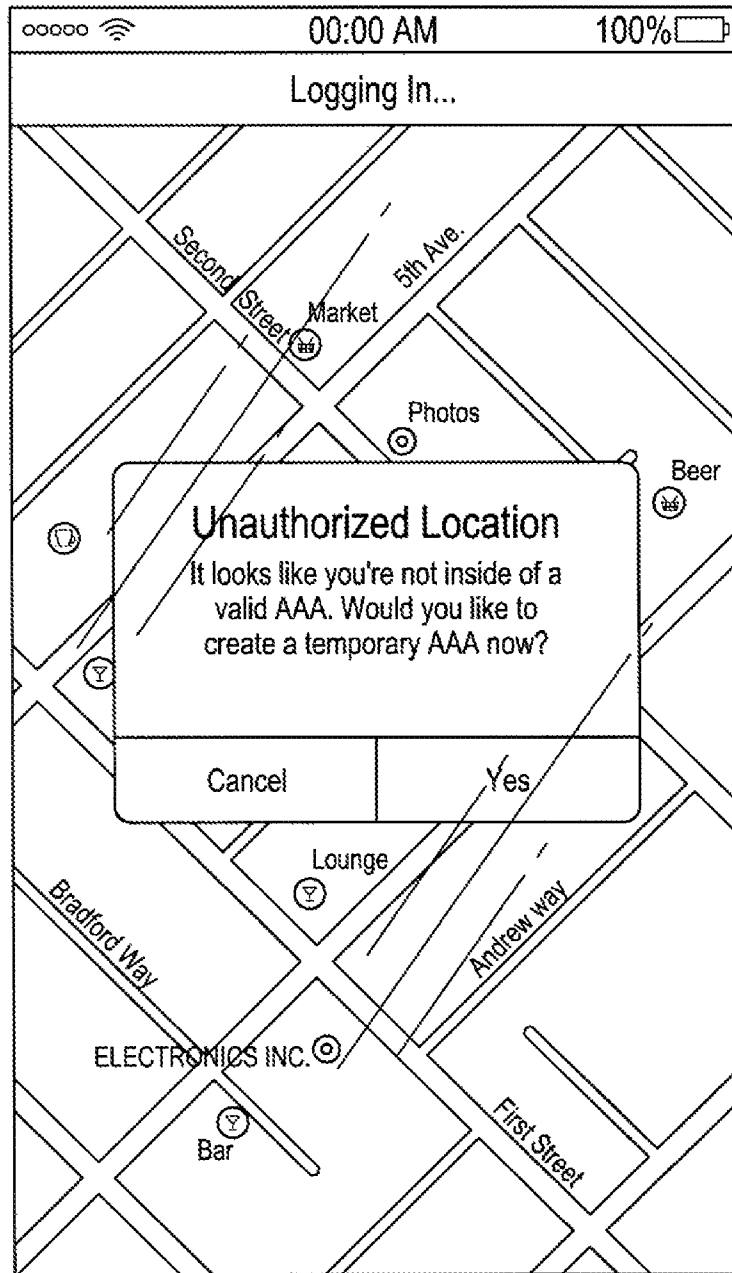 00:00 AM 100%
Logging In...
Second Street
5th Ave.
Market
Photos
Beer
Unauthorized Location
It looks like you're not inside of a
valid AAA. Would you like to
create a temporary AAA now?
Cancel Yes
Lounge
Bradford Way
Andrew way
ELECTRONICS INC.
Bar
First Street